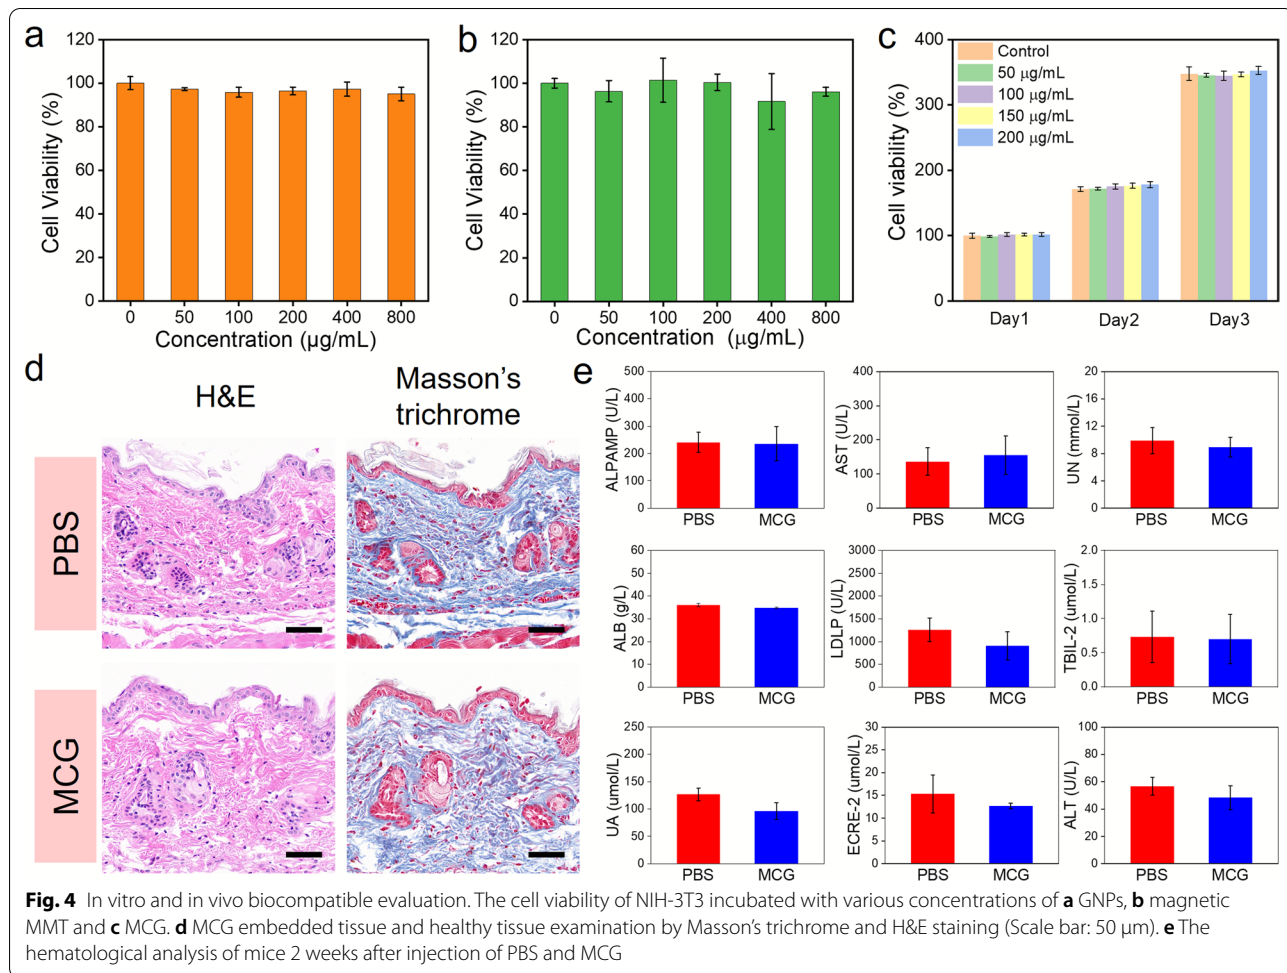 a
120
100
80
60
40
20
0
Cell Viability (%)
0 50 100 200 400 800
Concentration (µg/mL)
b
120
100
80
60
40
20
0
Cell Viability (%)
0 50 100 200 400 800
Concentration (µg/mL)
c
400
300
200
100
0
Cell viability (%)
Control
50 µg/mL
100 µg/mL
150 µg/mL
200 µg/mL
Day1 Day2 Day3
d
H&E
Masson's
trichrome
PBS
MCG
e
500
400
300
200
100
0
ALPAMP (U/L)
PBS MCG
400
300
200
100
0
AST (U/L)
PBS MCG
20
16
12
8
4
0
UN (mmol/L)
PBS MCG
60
50
40
30
20
10
0
ALB (g/L)
PBS MCG
3000
2500
2000
1500
1000
500
0
LDLP (U/L)
PBS MCG
2.0
1.5
1.0
0.5
0.0
TBIL-2 (umol/L)
PBS MCG
250
200
150
100
50
0
UA (umol/L)
PBS MCG
30
25
20
15
10
5
0
ECRE-2 (umol/L)
PBS MCG
100
80
60
40
20
0
ALT (U/L)
PBS MCG
Fig. 4 In vitro and in vivo biocompatible evaluation. The cell viability of NIH-3T3 incubated with various concentrations of a GNPs, b magnetic
MMT and c MCG. d MCG embedded tissue and healthy tissue examination by Masson's trichrome and H&E staining (Scale bar: 50 µm). e The
hematological analysis of mice 2 weeks after injection of PBS and MCG